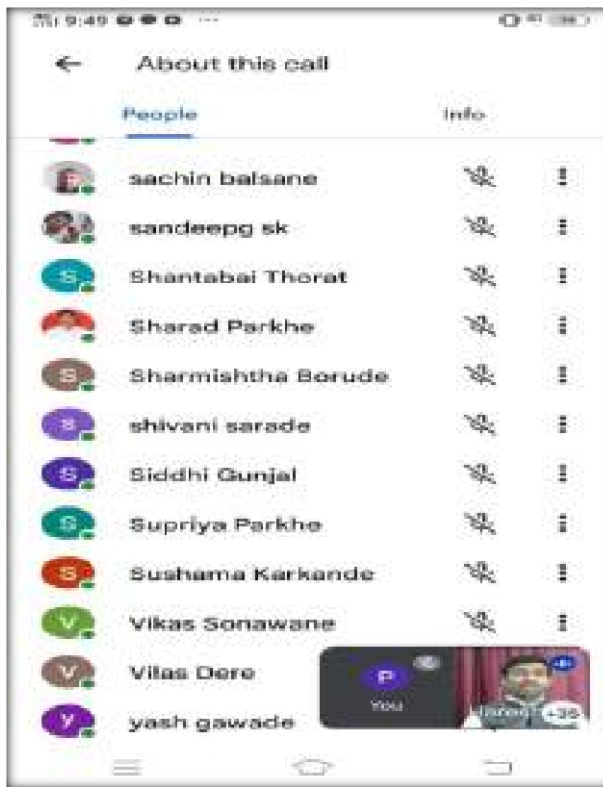 9:49
About this call
People Info
sachin balsane
sandeepg sk
S Shantabai Thorat
Sharad Parkhe
S Sharmishtha Borude
s shivani sarade
S Siddhi Gunjal
S Supriya Parkhe
S Sushama Karkande
V Vikas Sonawane
V Vilas Dere
P
You
+35
y yash gawade